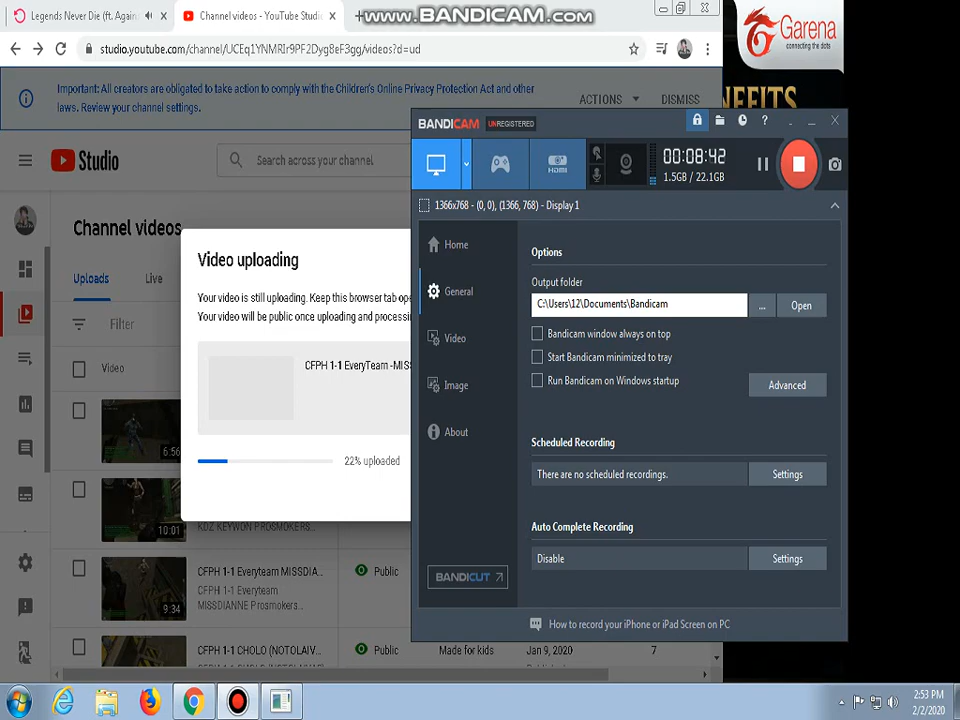 Legends Never Die (ft. Again
Channel videos - YouTube Studi
www.BANDICAM.com
studio.youtube.com/channel/UCEq1YNMRIr9PF2Dyg8eF3gg/videos?d=ud
Garena
connecting the dots
Important: All creators are obligated to take action to comply with the Children's Online Privacy Protection Act and other
laws. Review your channel settings.
ACTIONS
DISMISS
NEFITS
BANDICAM UNREGISTERED
Studio
Search across your channel
HDMI
00:08:42
1.5GB / 22.1GB
1366x768 - (0, 0), (1366, 768) - Display 1
Channel videos
Uploads
Live
Filter
Video
Video uploading
Your video is still uploading. Keep this browser tab ope
Your video will be public once uploading and processi
CFPH 1-1 EveryTeam -MISS
22% uploaded
Home
General
Video
Image
About
BANDICUT
Options
Output folder
C:\Users\12\Documents\Bandicam
...
Open
Bandicam window always on top
Start Bandicam minimized to tray
Run Bandicam on Windows startup
Advanced
Scheduled Recording
There are no scheduled recordings.
Settings
Auto Complete Recording
Disable
Settings
How to record your iPhone or iPad Screen on PC
6:56
10:01
KDZ KEYWON PROSMOKERS...
9:34
CFPH 1-1 Everyteam MISSDIA...
CFPH 1-1 Everyteam
MISSDIANNE Prosmokers...
Public
CFPH 1-1 CHOLO (NOTOLAIV...
Public
Made for kids
Jan 9, 2020
7
2:53 PM
2/2/2020